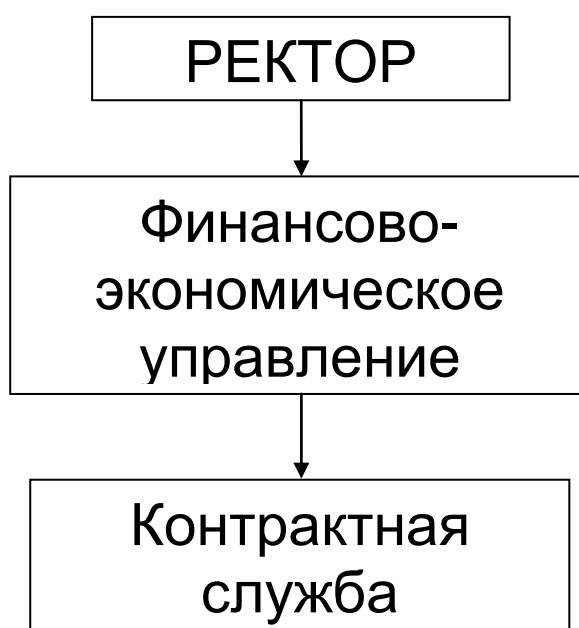 РЕКТОР
Финансово-
экономическое
управление
Контрактная
служба